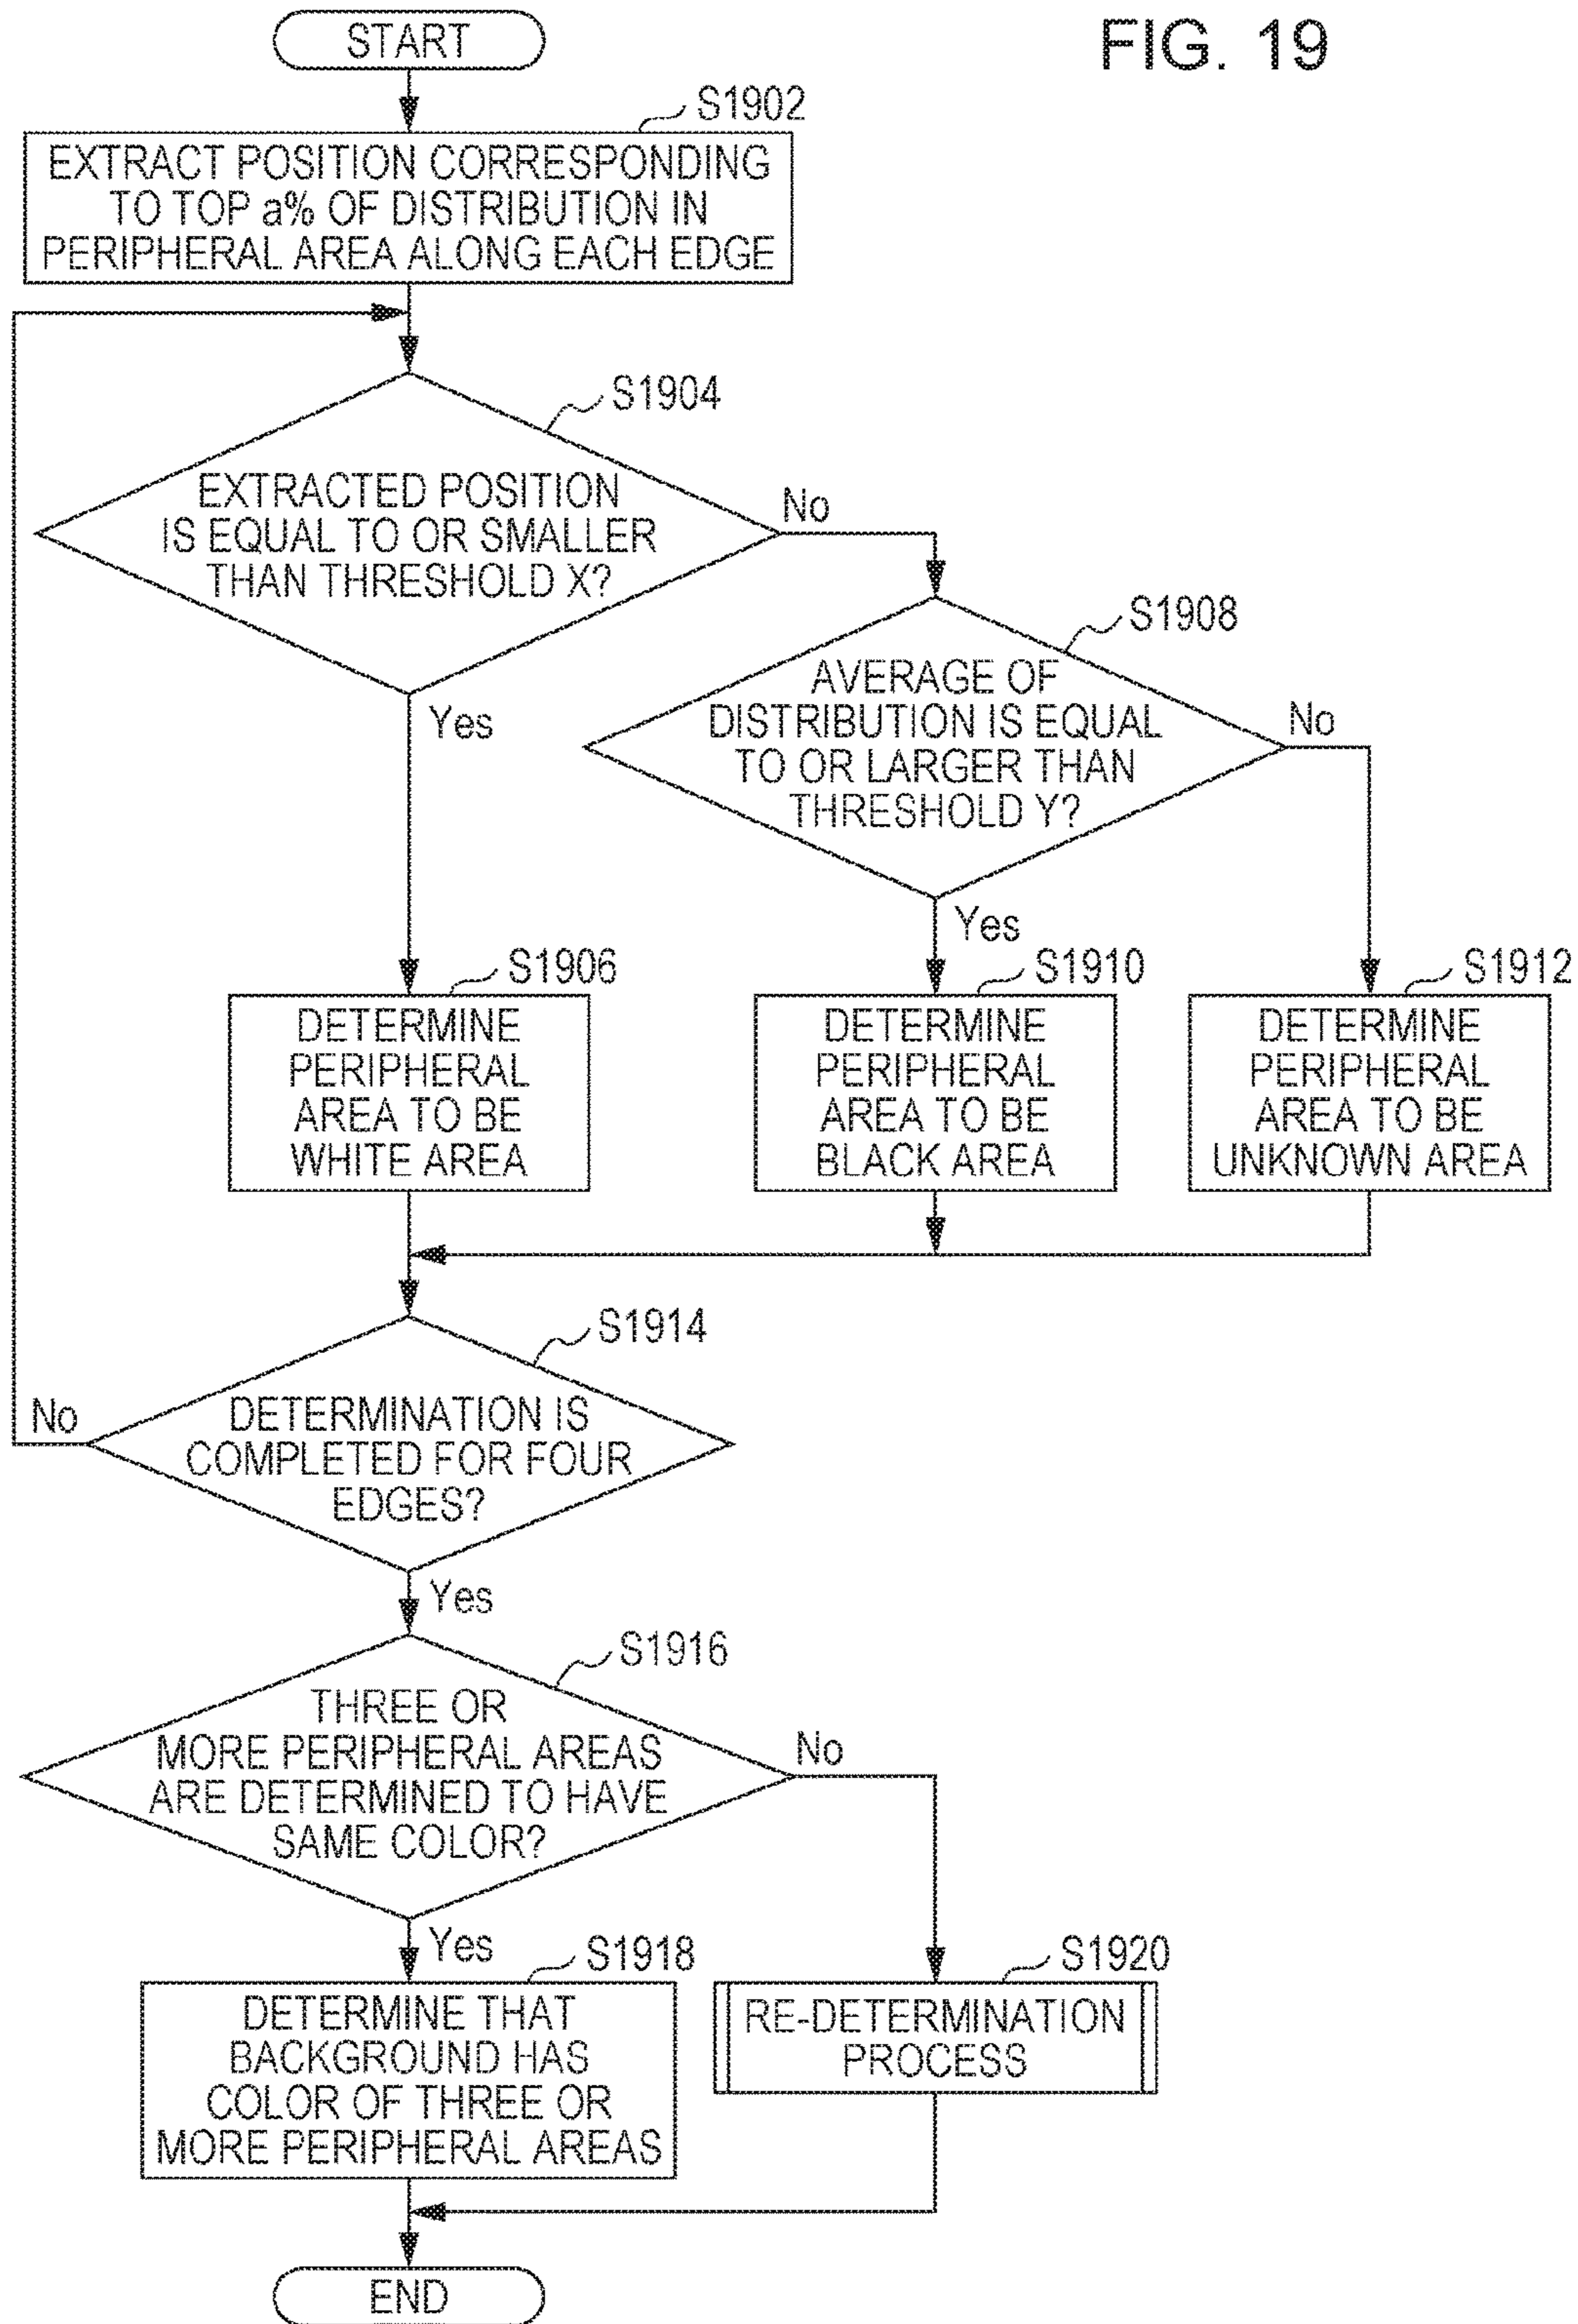 FIG. 19
START
S1902
EXTRACT POSITION CORRESPONDING
TO TOP a% OF DISTRIBUTION IN
PERIPHERAL AREA ALONG EACH EDGE
S1904
EXTRACTED POSITION
IS EQUAL TO OR SMALLER
THAN THRESHOLD X?
No
Yes
S1908
AVERAGE OF
DISTRIBUTION IS EQUAL
TO OR LARGER THAN
THRESHOLD Y?
No
Yes
S1906
DETERMINE
PERIPHERAL
AREA TO BE
WHITE AREA
S1910
DETERMINE
PERIPHERAL
AREA TO BE
BLACK AREA
S1912
DETERMINE
PERIPHERAL
AREA TO BE
UNKNOWN AREA
S1914
DETERMINATION IS
COMPLETED FOR FOUR
EDGES?
No
Yes
S1916
THREE OR
MORE PERIPHERAL AREAS
ARE DETERMINED TO HAVE
SAME COLOR?
No
Yes
S1918
DETERMINE THAT
BACKGROUND HAS
COLOR OF THREE OR
MORE PERIPHERAL AREAS
S1920
RE-DETERMINATION
PROCESS
END